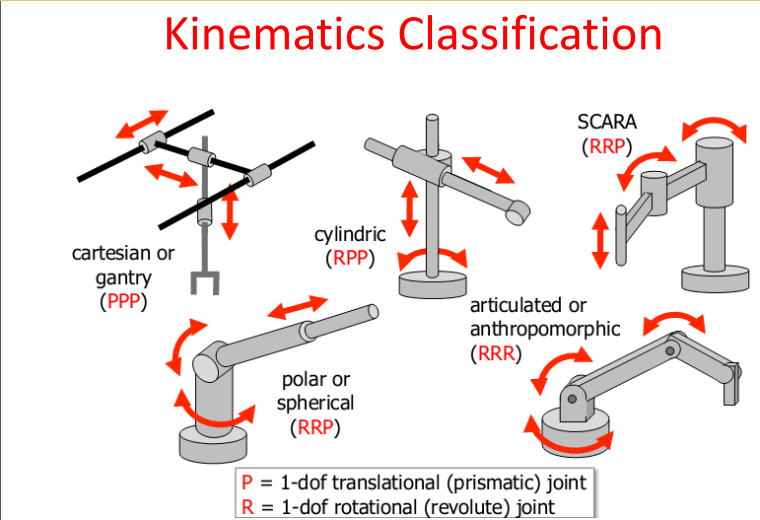 Kinematics Classification
SCARA
(RRP)
cylindric
(RPP)
cartesian or
gantry
(PPP)
articulated or
anthropomorphic
(RRR)
polar or
spherical
(RRP)
P = 1-dof translational (prismatic) joint
R = 1-dof rotational (revolute) joint